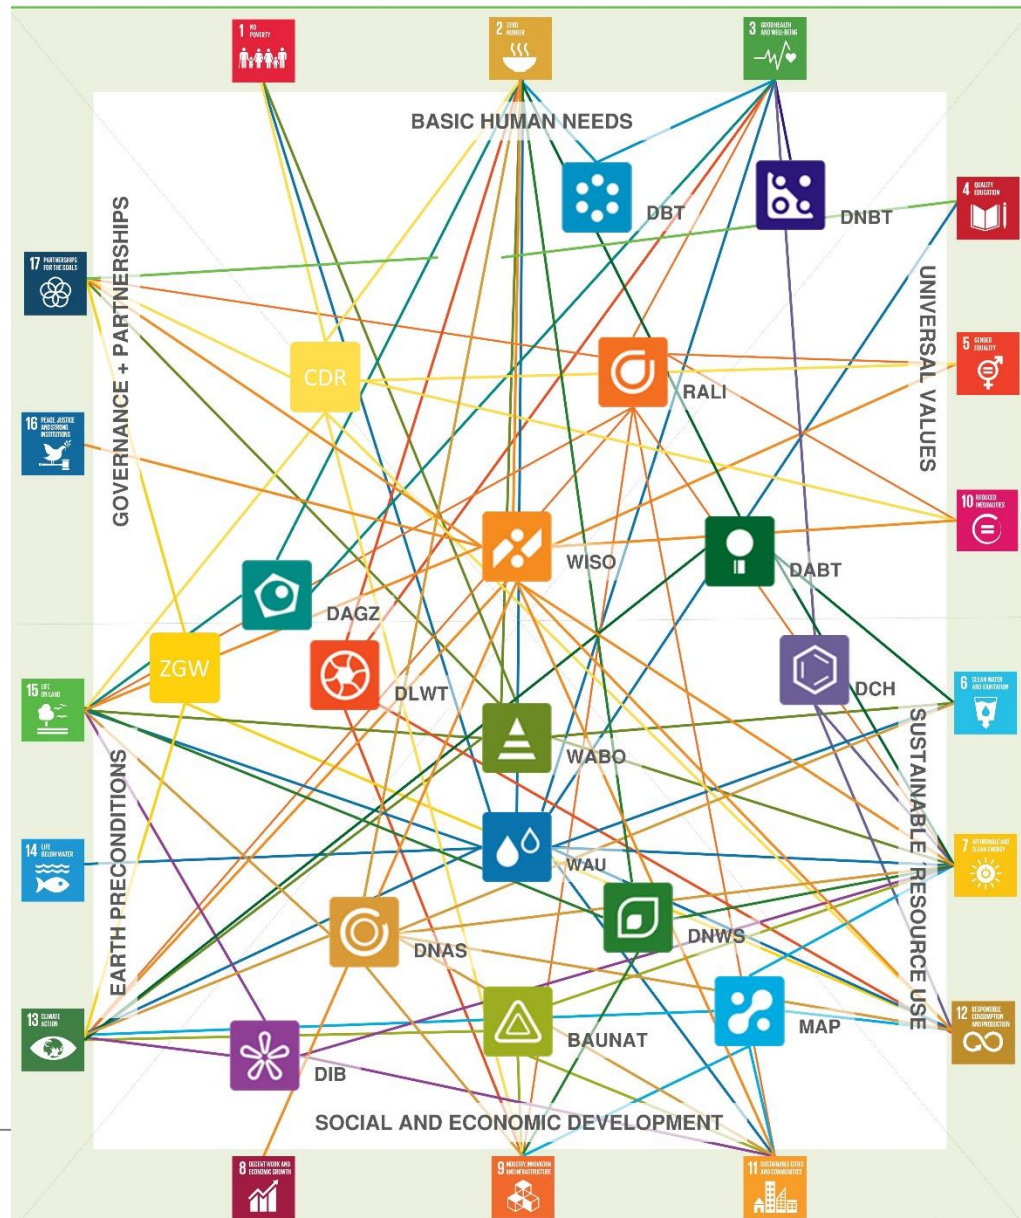 1 NO
POVERTY
2 ZERO
HUNGER
3 GOOD HEALTH
AND WELL-BEING
BASIC HUMAN NEEDS
DBT
DNBT
4 QUALITY
EDUCATION
17 PARTNERSHIPS
FOR THE GOALS
GOVERNANCE + PARTNERSHIPS
UNIVERSAL VALUES
CDR
RALI
5 GENDER
EQUALITY
16 PEACE JUSTICE
AND STRONG
INSTITUTIONS
10 REDUCED
INEQUALITIES
WISO
DABT
DAGZ
ZGW
DLWT
DCH
15 LIFE
ON LAND
6 CLEAN WATER
AND SANITATION
WABO
EARTH PRECONDITIONS
SUSTAINABLE RESOURCE USE
14 LIFE
BELOW WATER
WAU
7 AFFORDABLE AND
CLEAN ENERGY
DNAS
DNWS
13 CLIMATE
ACTION
12 RESPONSIBLE
CONSUMPTION
AND PRODUCTION
MAP
BAUNAT
DIB
SOCIAL AND ECONOMIC DEVELOPMENT
8 DECENT WORK AND
ECONOMIC GROWTH
9 INDUSTRY, INNOVATION
AND INFRASTRUCTURE
11 SUSTAINABLE CITIES
AND COMMUNITIES